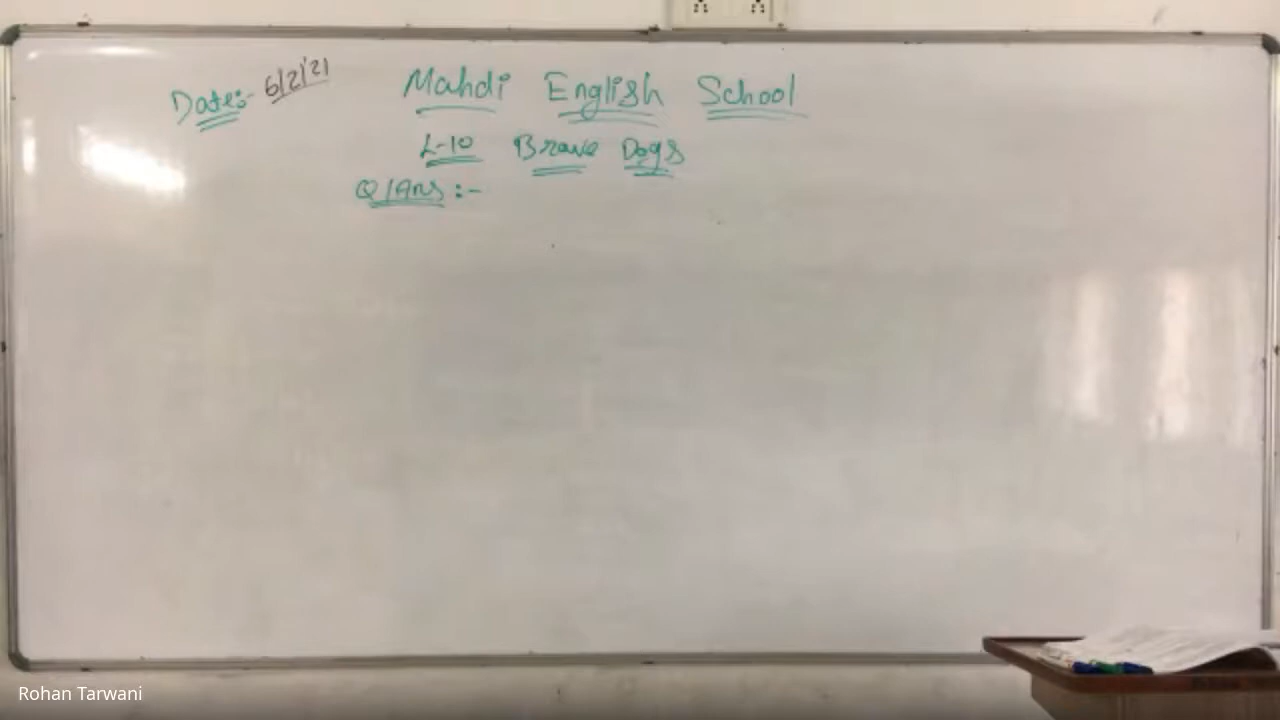 Date:- 6/2/21
Mahdi English School
L-10 Brave Dogs
Q/Ans :-
Rohan Tarwani